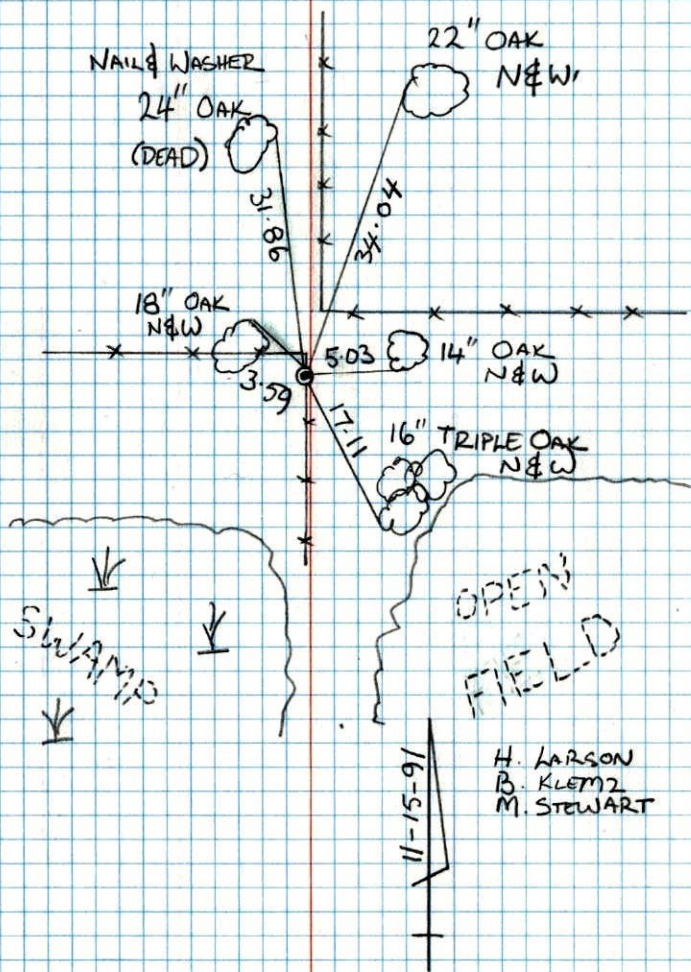 22" OAK
N&W.
NAIL & WASHER
24" OAK
(DEAD)
31.86
34.04
18" OAK
N&W
5.03
14" OAK
N&W
3.59
17.11
16" TRIPLE OAK
N&W
OPEN
FIELD
SWAMP
11-15-91
H. LARSON
B. KLEMZ
M. STEWART